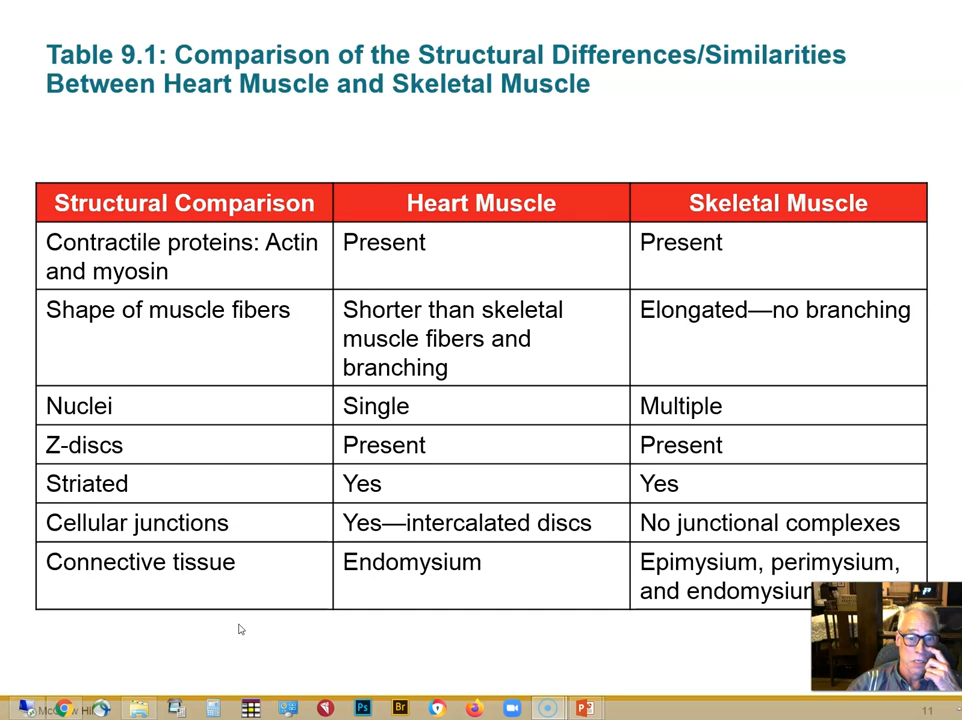 Table 9.1: Comparison of the Structural Differences/Similarities
Between Heart Muscle and Skeletal Muscle
Structural Comparison
Heart Muscle
Skeletal Muscle
Contractile proteins: Actin
and myosin
Present
Present
Shape of muscle fibers
Shorter than skeletal
muscle fibers and
branching
Elongated—no branching
Nuclei
Single
Multiple
Z-discs
Present
Present
Striated
Yes
Yes
Cellular junctions
Yes—intercalated discs
No junctional complexes
Connective tissue
Endomysium
Epimysium, perimysium,
and
Ps
Br
11